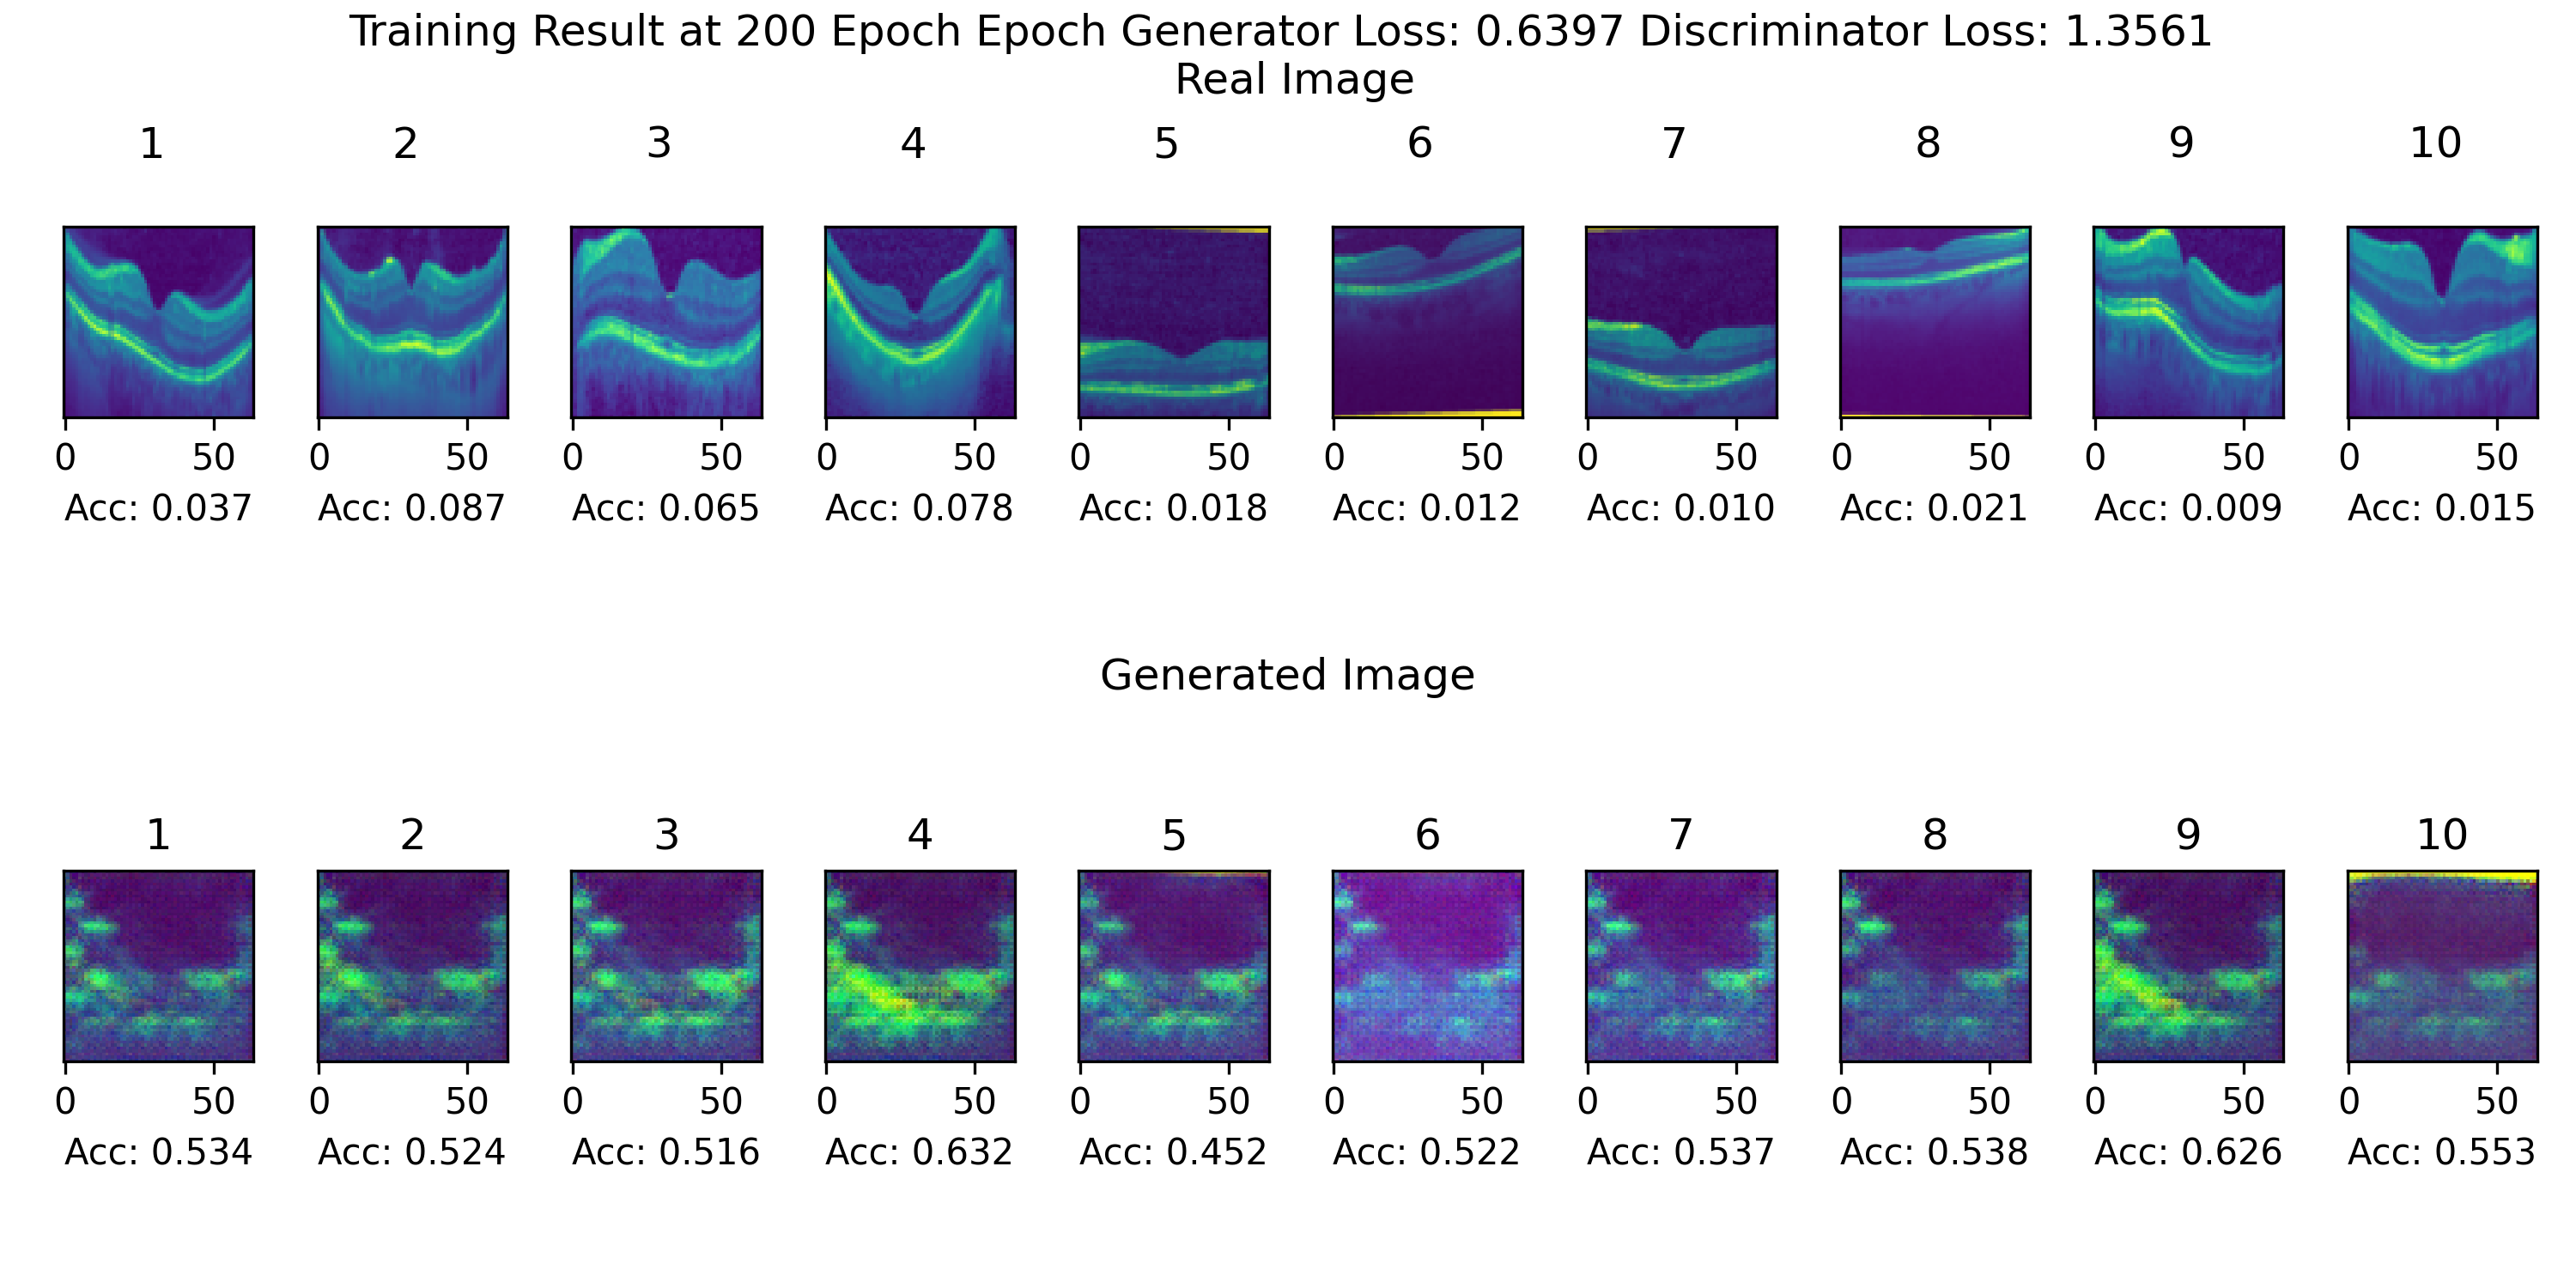 Training Result at 200 Epoch Epoch Generator Loss: 0.6397 Discriminator Loss: 1.3561
Real Image
1 2 3 4 5 6 7 8 9 10
0 50 0 50 0 50 0 50 0 50 0 50 0 50 0 50 0 50 0 50
Acc: 0.037 Acc: 0.087 Acc: 0.065 Acc: 0.078 Acc: 0.018 Acc: 0.012 Acc: 0.010 Acc: 0.021 Acc: 0.009 Acc: 0.015
Generated Image
1 2 3 4 5 6 7 8 9 10
0 50 0 50 0 50 0 50 0 50 0 50 0 50 0 50 0 50 0 50
Acc: 0.534 Acc: 0.524 Acc: 0.516 Acc: 0.632 Acc: 0.452 Acc: 0.522 Acc: 0.537 Acc: 0.538 Acc: 0.626 Acc: 0.553